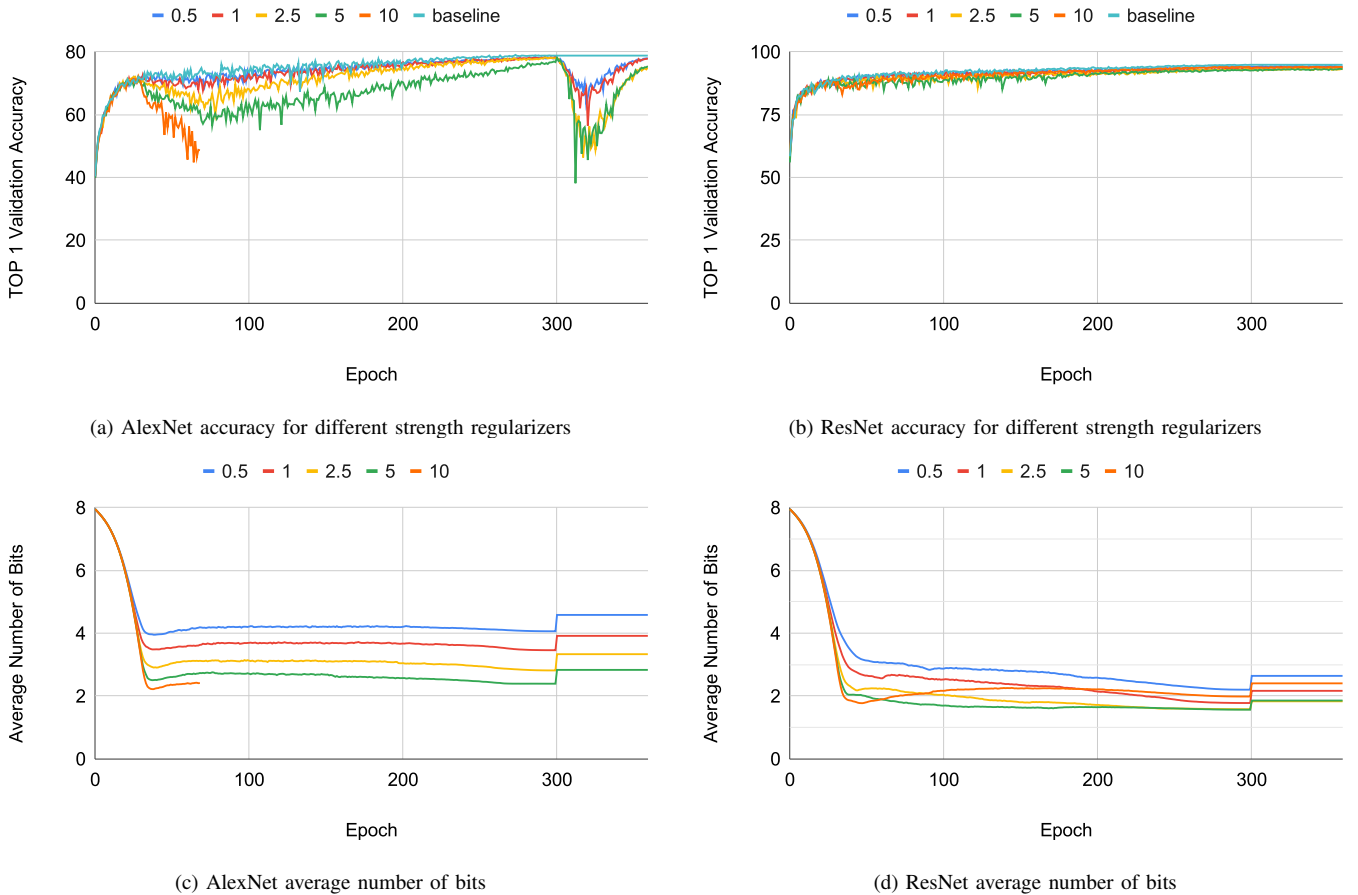 0.5 1 2.5 5 10 baseline
TOP 1 Validation Accuracy
80
60
40
20
0
0 100 200 300
Epoch
(a) AlexNet accuracy for different strength regularizers
0.5 1 2.5 5 10 baseline
TOP 1 Validation Accuracy
100
75
50
25
0
0 100 200 300
Epoch
(b) ResNet accuracy for different strength regularizers
0.5 1 2.5 5 10
Average Number of Bits
8
6
4
2
0
0 100 200 300
Epoch
(c) AlexNet average number of bits
0.5 1 2.5 5 10
Average Number of Bits
8
6
4
2
0
0 100 200 300
Epoch
(d) ResNet average number of bits